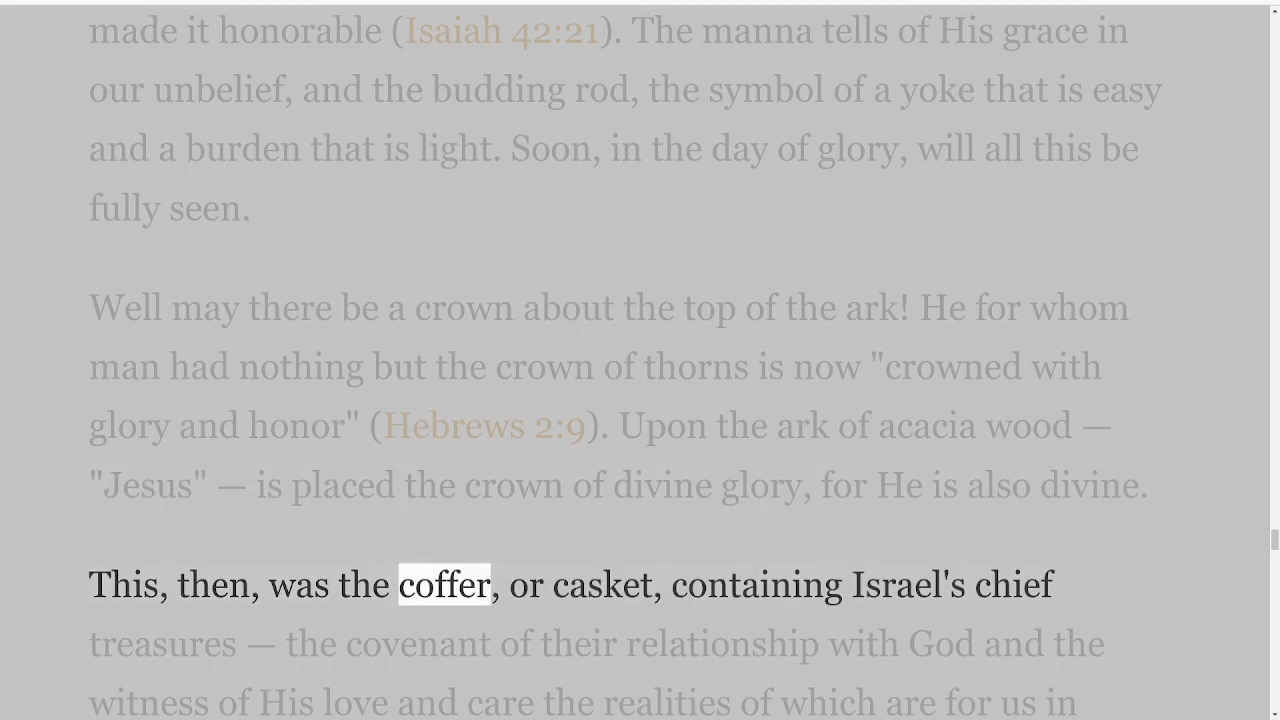 made it honorable (Isaiah 42:21). The manna tells of His grace in
our unbelief, and the budding rod, the symbol of a yoke that is easy
and a burden that is light. Soon, in the day of glory, will all this be
fully seen.
Well may there be a crown about the top of the ark! He for whom
man had nothing but the crown of thorns is now "crowned with
glory and honor" (Hebrews 2:9). Upon the ark of acacia wood —
"Jesus" — is placed the crown of divine glory, for He is also divine.
This, then, was the coffer, or casket, containing Israel's chief
treasures — the covenant of their relationship with God and the
witness of His love and care the realities of which are for us in